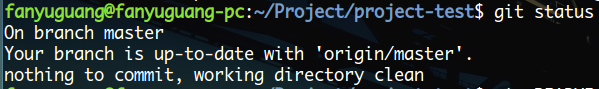 fanyuguang@fanyuguang-pc:~/Project/project-test$ git status
On branch master
Your branch is up-to-date with 'origin/master'.
nothing to commit, working directory clean